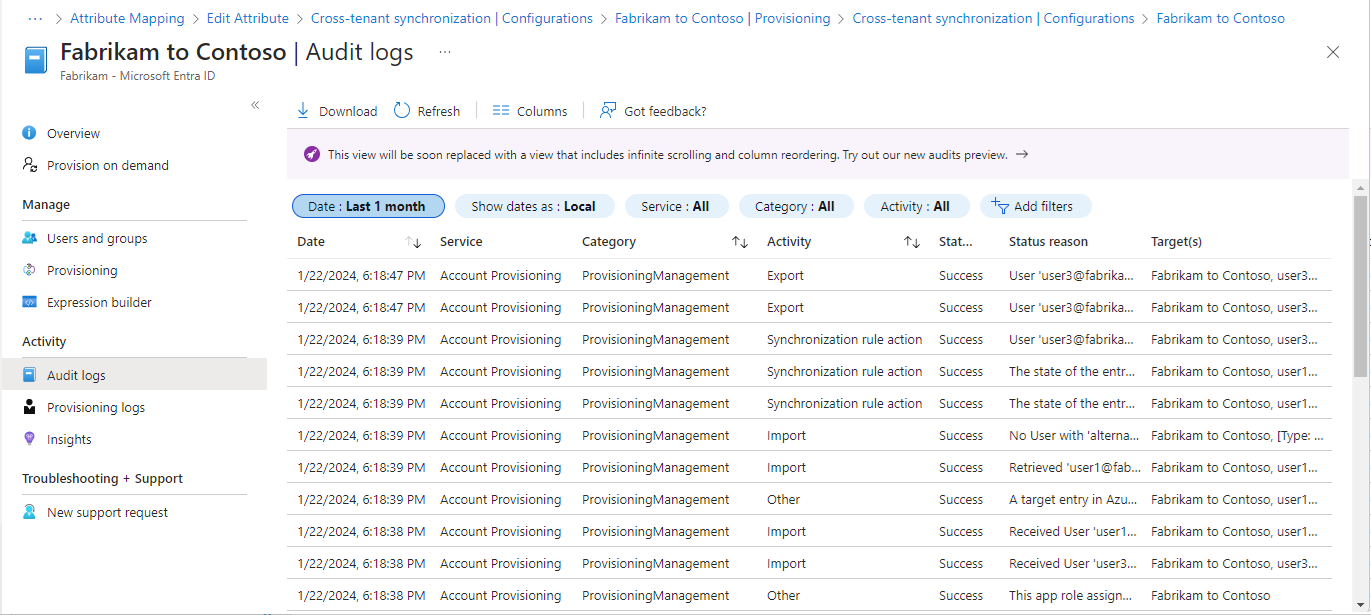 ··· > Attribute Mapping > Edit Attribute > Cross-tenant synchronization | Configurations > Fabrikam to Contoso | Provisioning > Cross-tenant synchronization | Configurations > Fabrikam to Contoso
Fabrikam to Contoso | Audit logs ···
Fabrikam - Microsoft Entra ID
«
Overview
Provision on demand
Manage
Users and groups
Provisioning
Expression builder
Activity
Audit logs
Provisioning logs
Insights
Troubleshooting + Support
New support request
Download Refresh Columns Got feedback?
This view will be soon replaced with a view that includes infinite scrolling and column reordering. Try out our new audits preview. →
Date : Last 1 month Show dates as : Local Service : All Category : All Activity : All Add filters
Date Service Category Activity Stat... Status reason Target(s)
1/22/2024, 6:18:47 PM Account Provisioning ProvisioningManagement Export Success User 'user3@fabrika... Fabrikam to Contoso, user3...
1/22/2024, 6:18:47 PM Account Provisioning ProvisioningManagement Export Success User 'user3@fabrika... Fabrikam to Contoso, user3...
1/22/2024, 6:18:39 PM Account Provisioning ProvisioningManagement Synchronization rule action Success User 'user3@fabrika... Fabrikam to Contoso, user3...
1/22/2024, 6:18:39 PM Account Provisioning ProvisioningManagement Synchronization rule action Success The state of the entr... Fabrikam to Contoso, user1...
1/22/2024, 6:18:39 PM Account Provisioning ProvisioningManagement Synchronization rule action Success The state of the entr... Fabrikam to Contoso, user1...
1/22/2024, 6:18:39 PM Account Provisioning ProvisioningManagement Import Success No User with 'alterna... Fabrikam to Contoso, [Type: ...
1/22/2024, 6:18:39 PM Account Provisioning ProvisioningManagement Import Success Retrieved 'user1@fab... Fabrikam to Contoso, user1...
1/22/2024, 6:18:39 PM Account Provisioning ProvisioningManagement Other Success A target entry in Azu... Fabrikam to Contoso, user1...
1/22/2024, 6:18:38 PM Account Provisioning ProvisioningManagement Import Success Received User 'user1... Fabrikam to Contoso, user1...
1/22/2024, 6:18:38 PM Account Provisioning ProvisioningManagement Import Success Received User 'user3... Fabrikam to Contoso, user3...
1/22/2024, 6:18:38 PM Account Provisioning ProvisioningManagement Other Success This app role assign... Fabrikam to Contoso